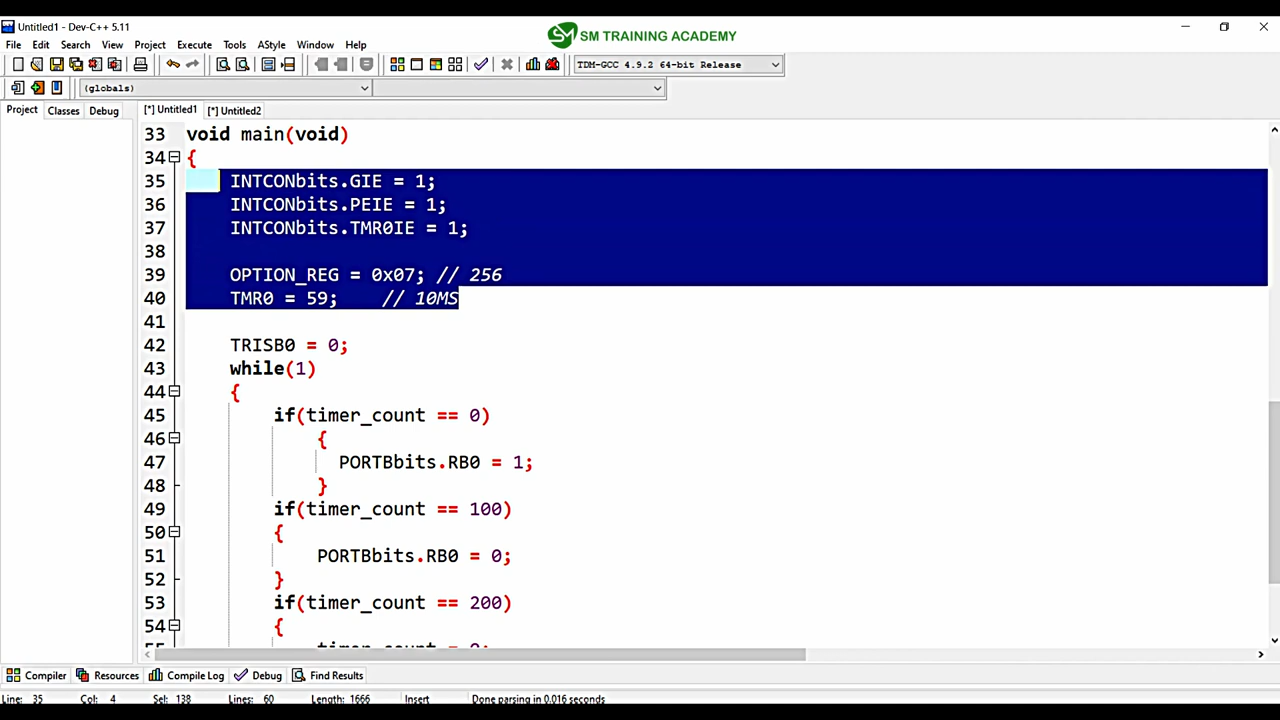 Untitled1 - Dev-C++ 5.11
SM TRAINING ACADEMY
File Edit Search View Project Execute Tools AStyle Window Help
TDM-GCC 4.9.2 64-bit Release
(globals)
Project Classes Debug [*] Untitled1 [*] Untitled2
33 void main(void)
34 {
35 INTCONbits.GIE = 1;
36 INTCONbits.PEIE = 1;
37 INTCONbits.TMR0IE = 1;
38
39 OPTION_REG = 0x07; // 256
40 TMR0 = 59; // 10MS
41
42 TRISB0 = 0;
43 while(1)
44 {
45 if(timer_count == 0)
46 {
47 PORTBbits.RB0 = 1;
48 }
49 if(timer_count == 100)
50 {
51 PORTBbits.RB0 = 0;
52 }
53 if(timer_count == 200)
54 {
Compiler Resources Compile Log Debug Find Results
Line: 35 Col: 4 Sel: 138 Lines: 60 Length: 1666 Insert Done parsing in 0.016 seconds